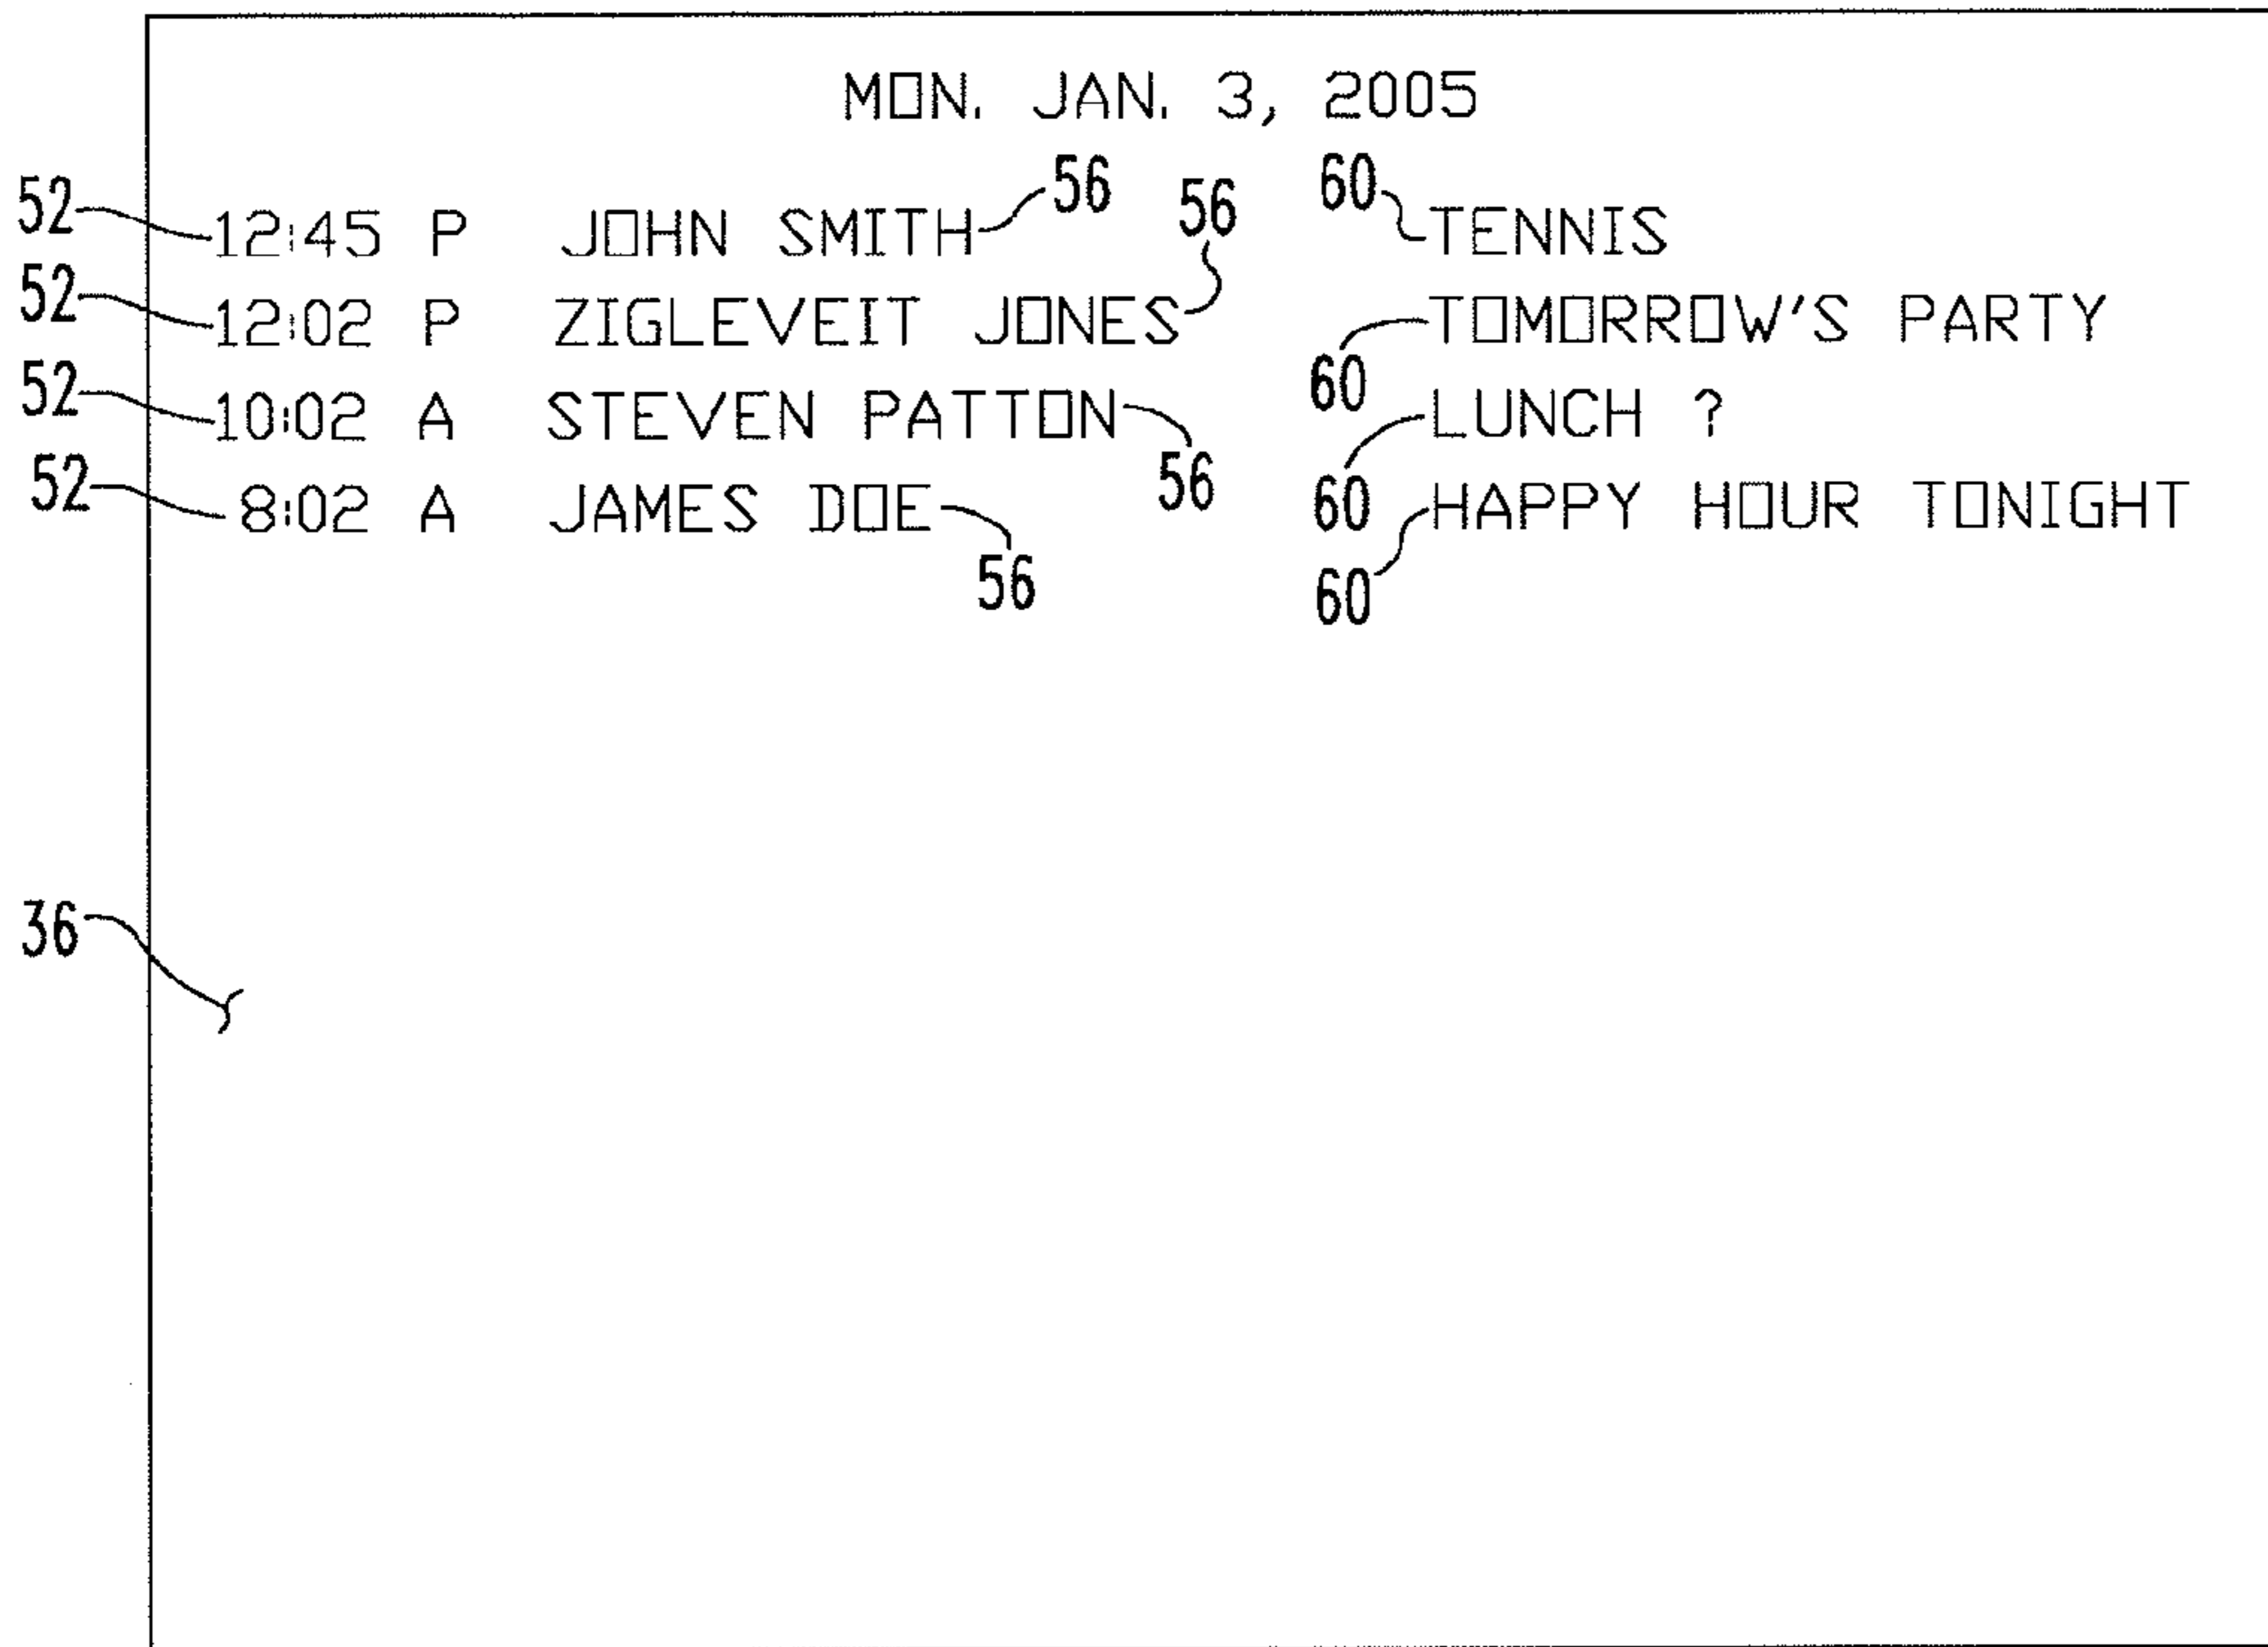 MON. JAN. 3, 2005
52 12:45 P JOHN SMITH 56 56 60 TENNIS
52 12:02 P ZIGLEVEIT JONES 60 TOMORROW'S PARTY
52 10:02 A STEVEN PATTON 56 60 LUNCH ?
52 8:02 A JAMES DOE 56 60 HAPPY HOUR TONIGHT
36